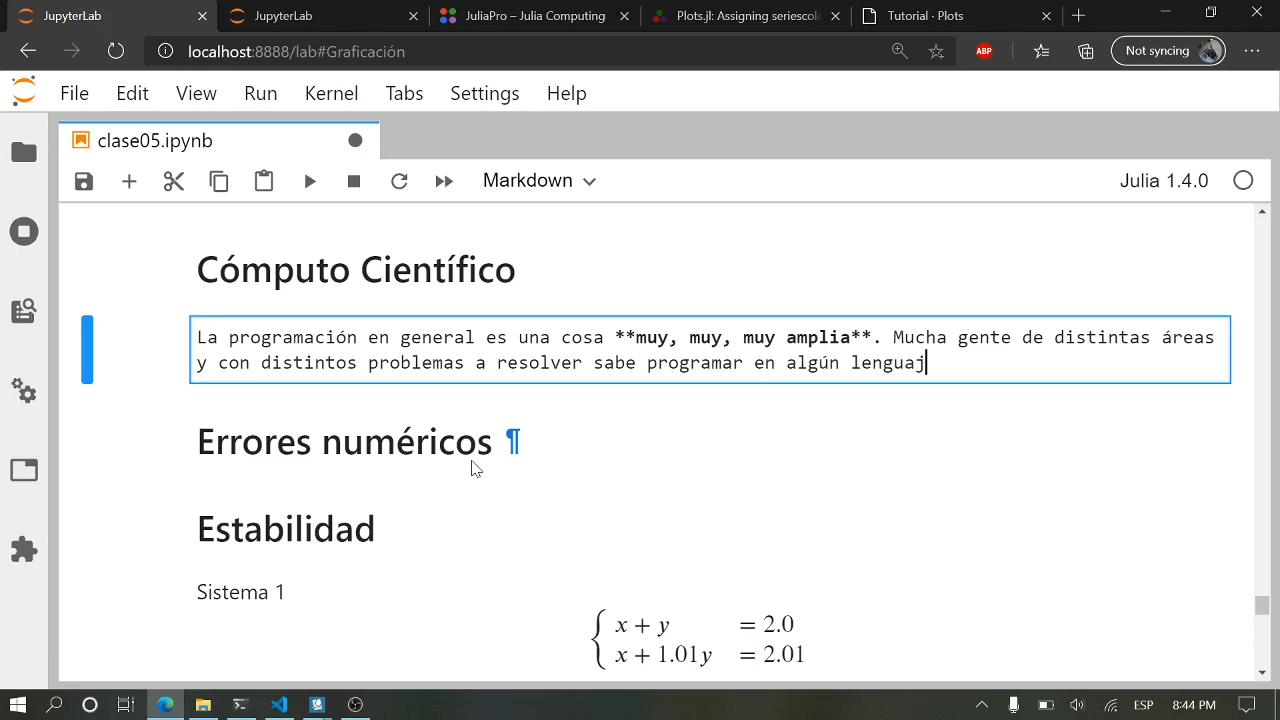 JupyterLab
JupyterLab
JuliaPro – Julia Computing
Plots.jl: Assigning seriescolo
Tutorial · Plots
localhost:8888/lab#Graficación
ABP
Not syncing
File Edit View Run Kernel Tabs Settings Help
clase05.ipynb
Markdown
Julia 1.4.0
Cómputo Científico
La programación en general es una cosa **muy, muy, muy amplia**. Mucha gente de distintas áreas
y con distintos problemas a resolver sabe programar en algún lenguaj
Errores numéricos ¶
Estabilidad
Sistema 1
x + y = 2.0
x + 1.01y = 2.01
ESP
8:44 PM